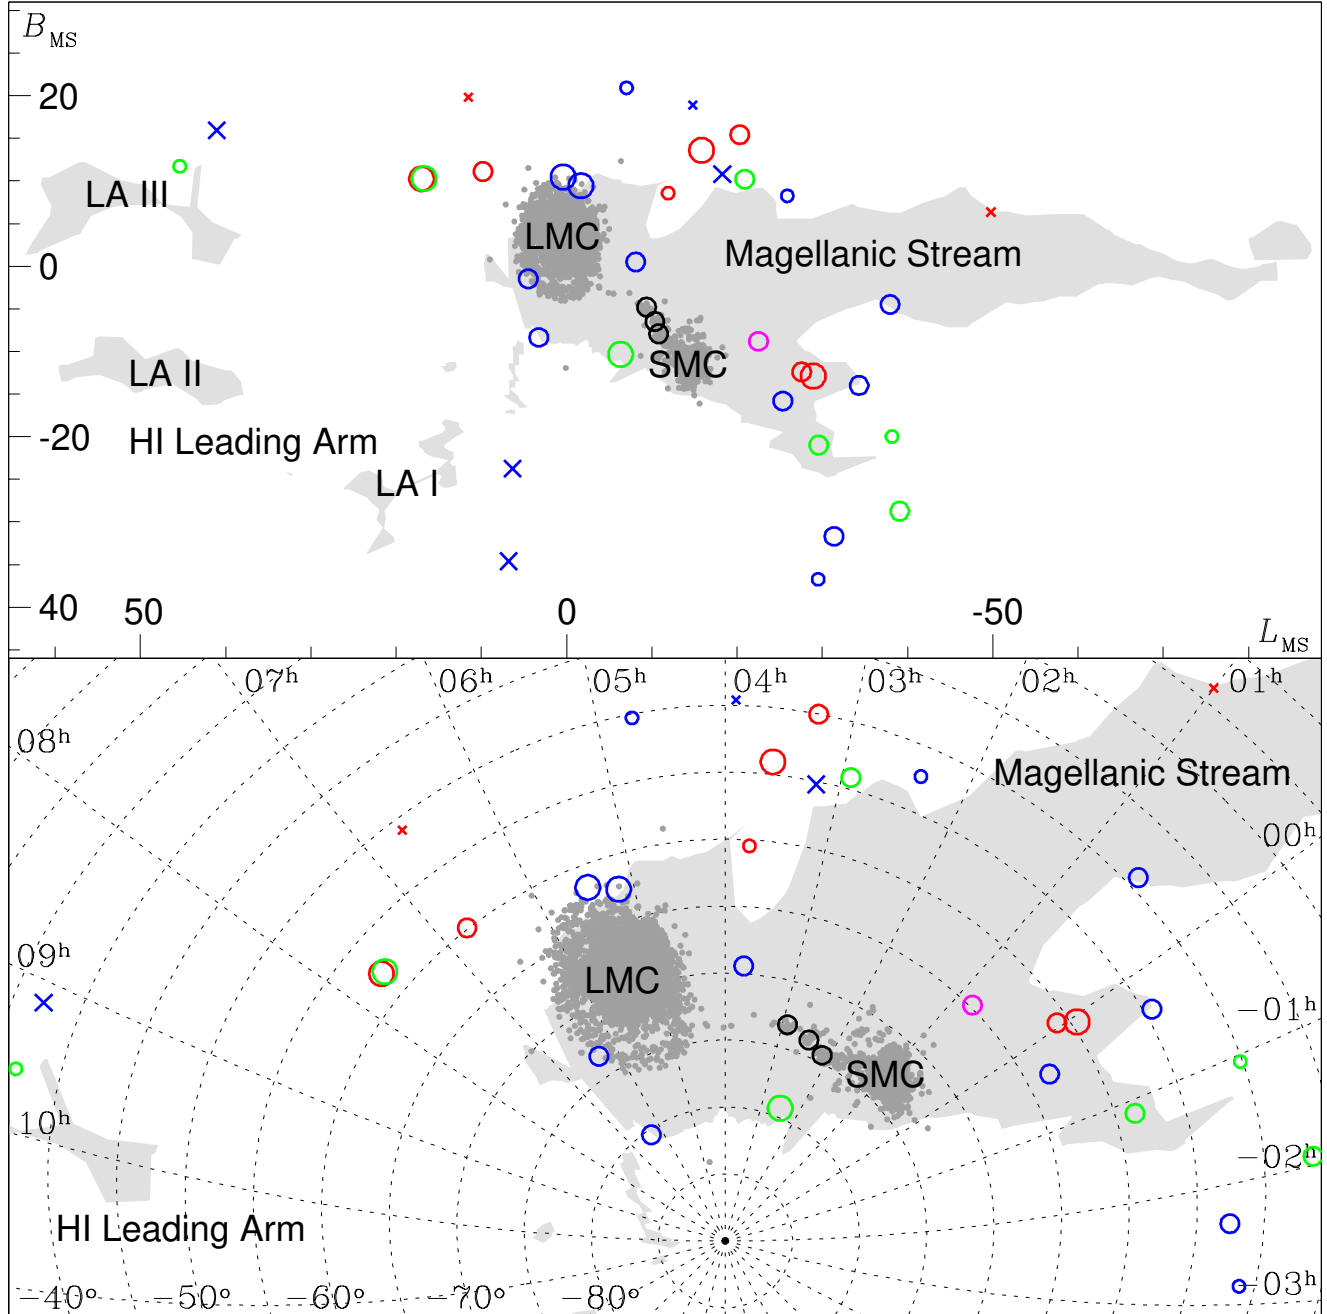 B MS
20
LA III
LMC
Magellanic Stream
0
SMC
LA II
-20
HI Leading Arm
LA I
40
50
0
-50
L MS
07h
06h
05h
04h
03h
02h
01h
08h
Magellanic Stream
00h
09h
LMC
−01h
SMC
10h
−02h
HI Leading Arm
−40°
−50°
−60°
−70°
−80°
−03h